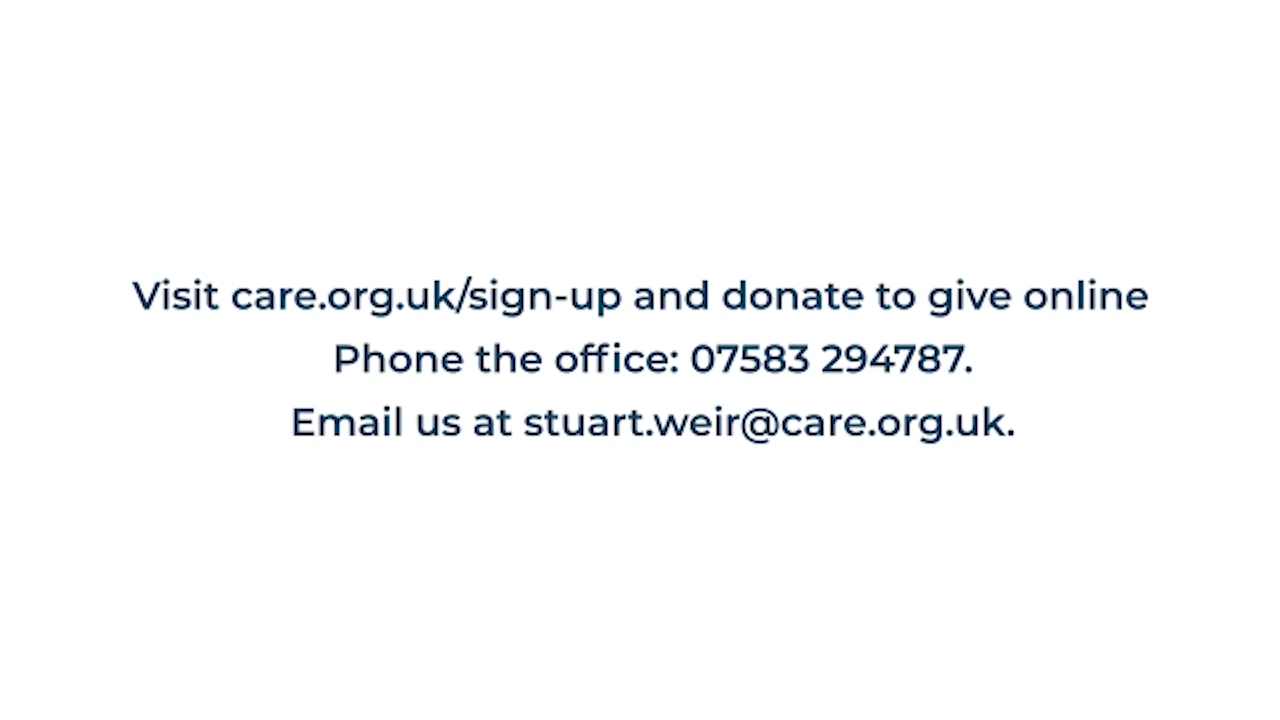 Visit care.org.uk/sign-up and donate to give online
Phone the office: 07583 294787.
Email us at stuart.weir@care.org.uk.